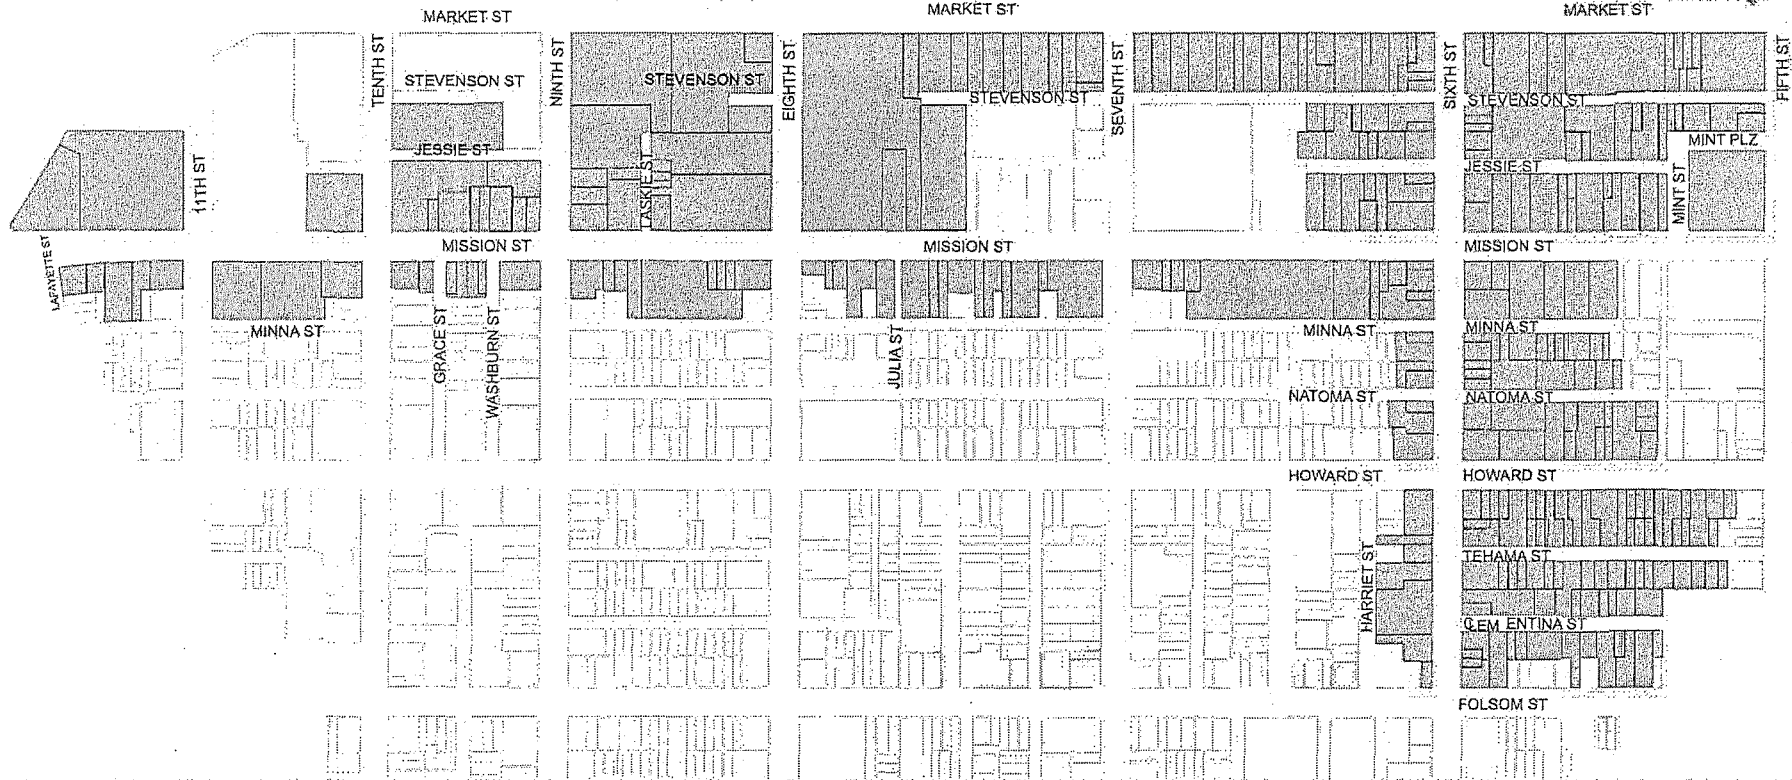 MARKET ST
MARKET ST
MARKET ST
TENTH ST
NINTH ST
EIGHTH ST
SEVENTH ST
SIXTH ST
FIFTH ST
STEVENSON ST
STEVENSON ST
STEVENSON ST
STEVENSON ST
MINT PLZ
JESSIE ST
JESSIE ST
11TH ST
LASKIE ST
MINT ST
LAFAYETTE ST
MISSION ST
MISSION ST
MISSION ST
MINNA ST
MINNA ST
MINNA ST
GRACE ST
WASHBURN ST
JULIA ST
NATOMA ST
NATOMA ST
HOWARD ST
HOWARD ST
HARRIET ST
TEHAMA ST
CLEMENTINA ST
FOLSOM ST